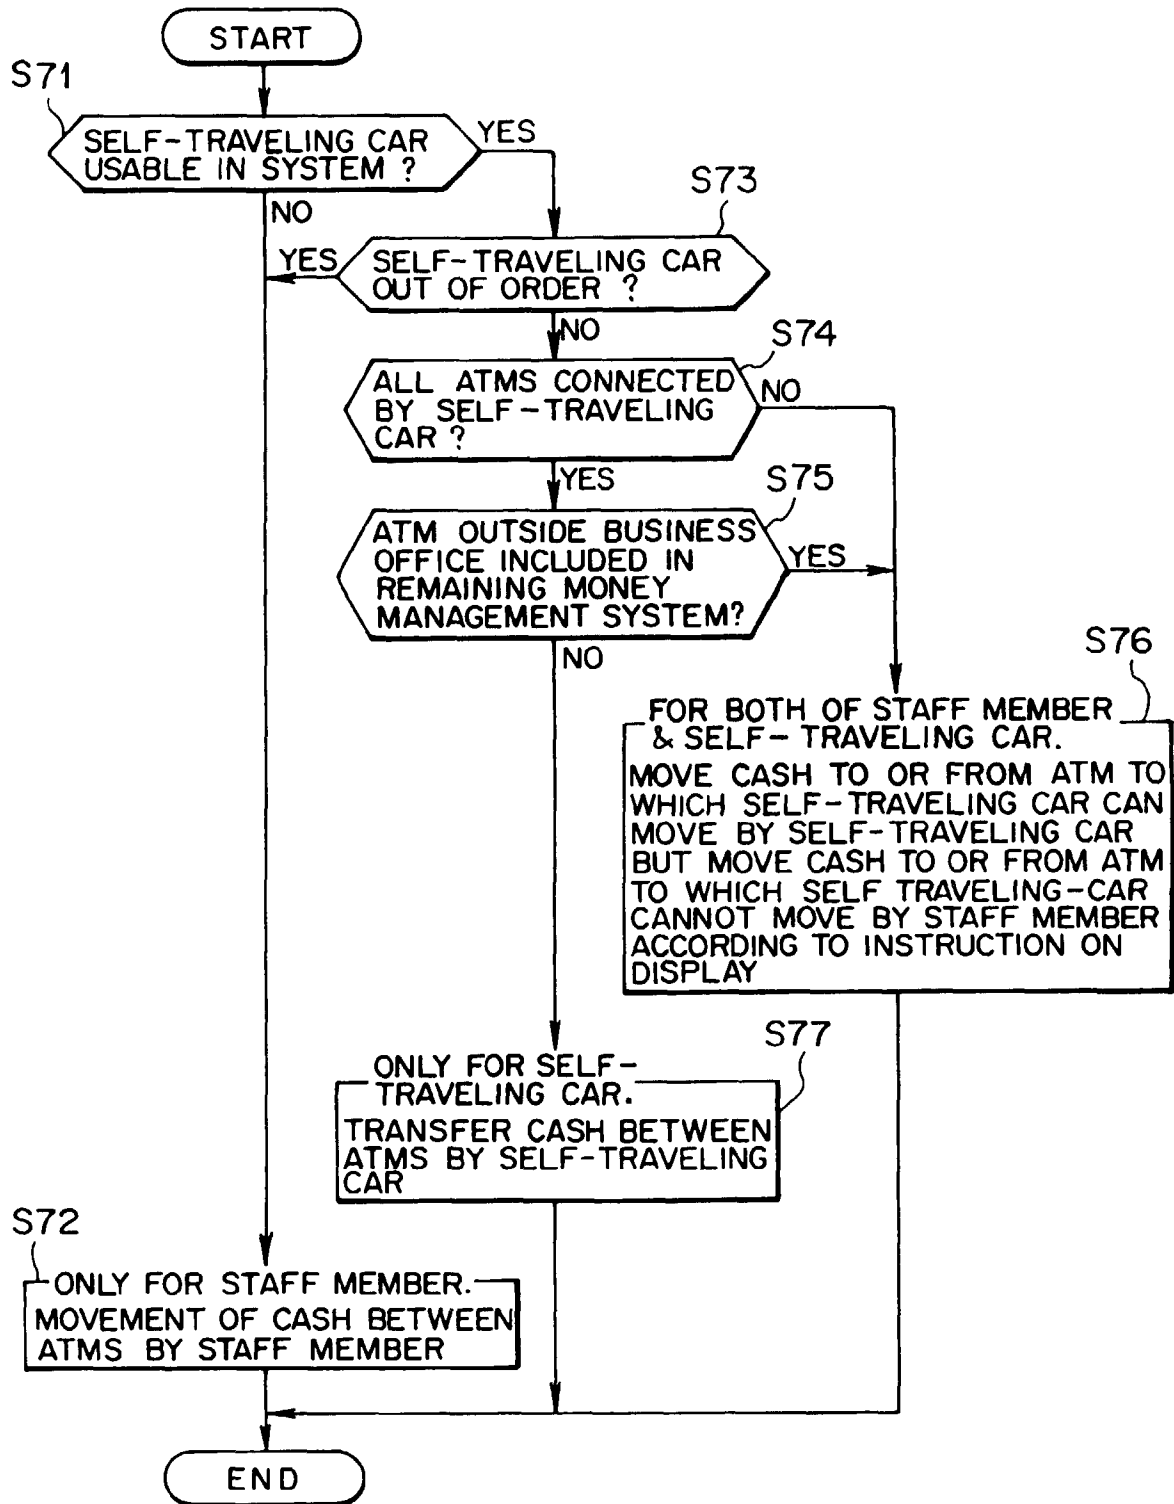 START
S71
SELF-TRAVELING CAR
USABLE IN SYSTEM ?
YES
NO
S73
YES
SELF-TRAVELING CAR
OUT OF ORDER ?
NO
S74
ALL ATMS CONNECTED
BY SELF-TRAVELING
CAR ?
NO
YES
S75
ATM OUTSIDE BUSINESS
OFFICE INCLUDED IN
REMAINING MONEY
MANAGEMENT SYSTEM?
YES
NO
S76
FOR BOTH OF STAFF MEMBER
& SELF-TRAVELING CAR.
MOVE CASH TO OR FROM ATM TO
WHICH SELF-TRAVELING CAR CAN
MOVE BY SELF-TRAVELING CAR
BUT MOVE CASH TO OR FROM ATM
TO WHICH SELF TRAVELING-CAR
CANNOT MOVE BY STAFF MEMBER
ACCORDING TO INSTRUCTION ON
DISPLAY
S77
ONLY FOR SELF-
TRAVELING CAR.
TRANSFER CASH BETWEEN
ATMS BY SELF-TRAVELING
CAR
S72
ONLY FOR STAFF MEMBER.
MOVEMENT OF CASH BETWEEN
ATMS BY STAFF MEMBER
END